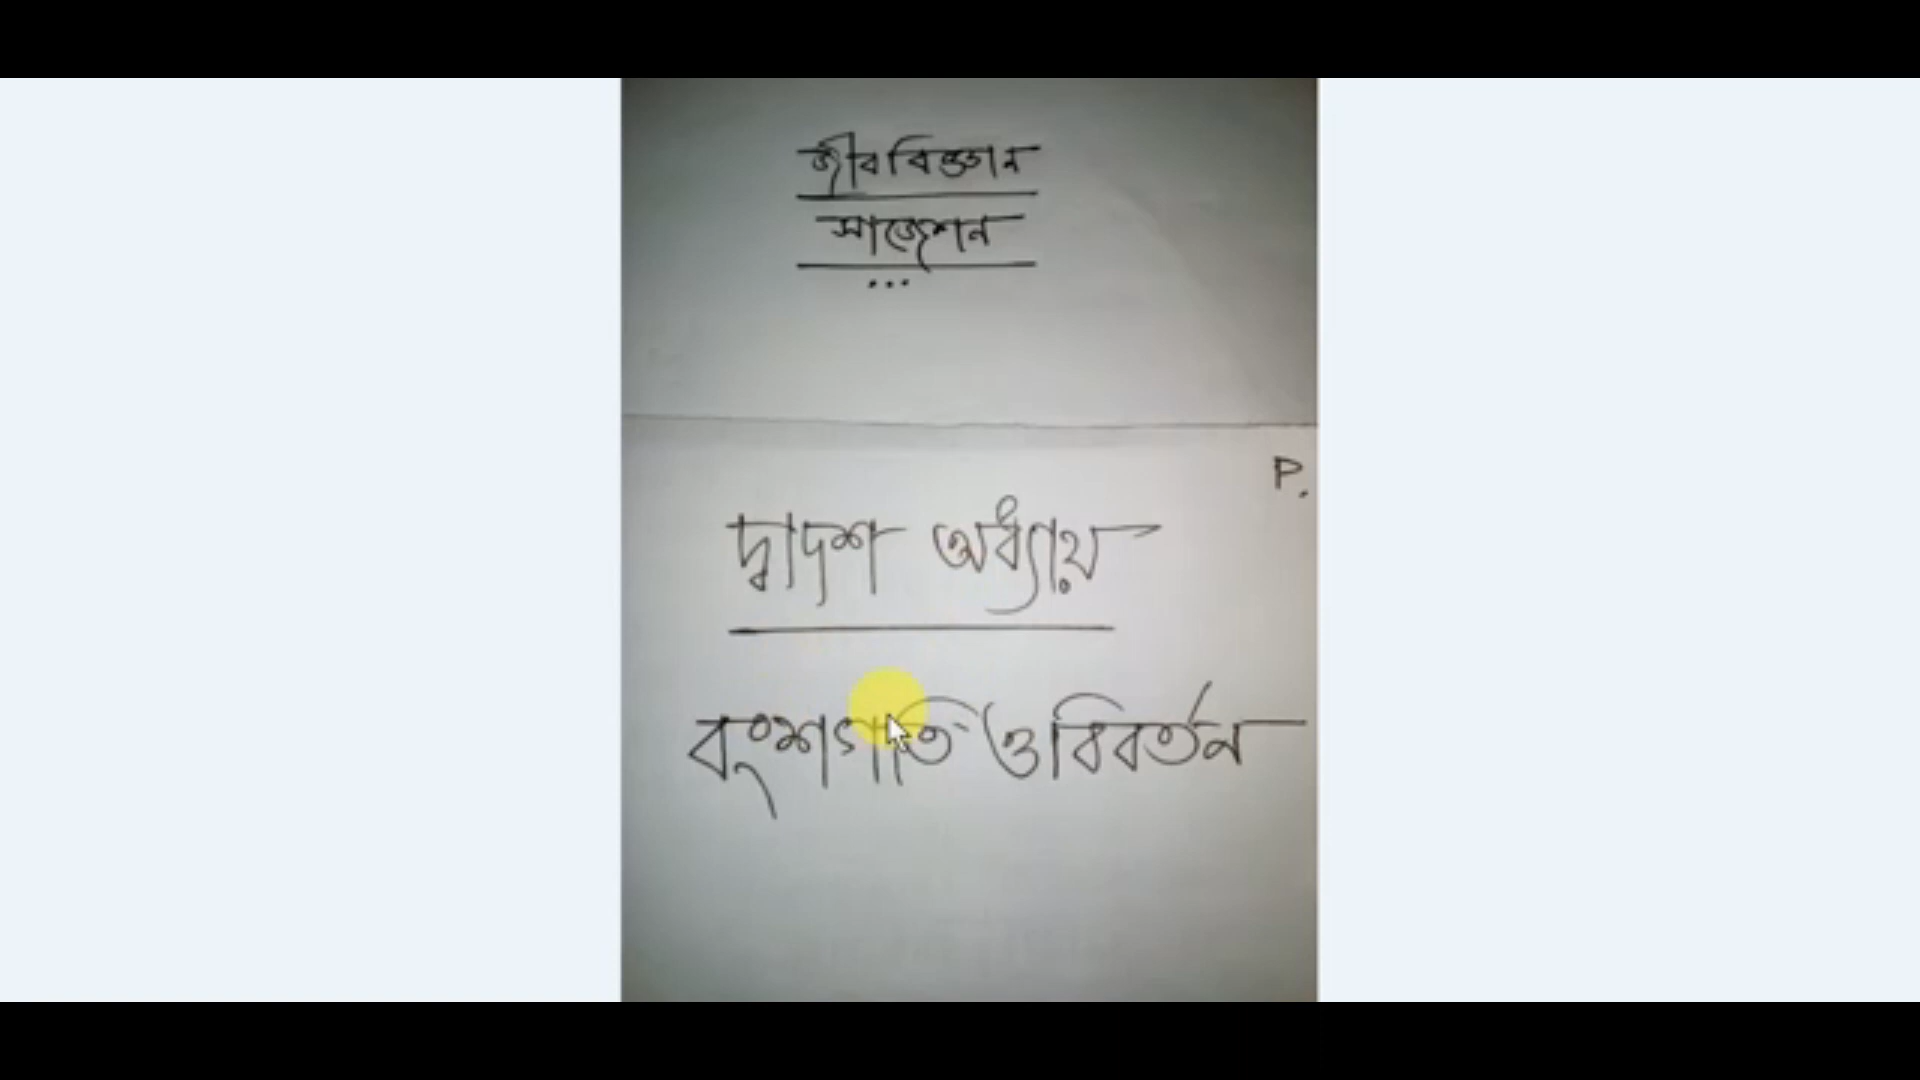 জীববিজ্ঞান
সাজেশন
...
P.
দ্বাদশ অধ্যায়
বংশগতি ও বিবর্তন